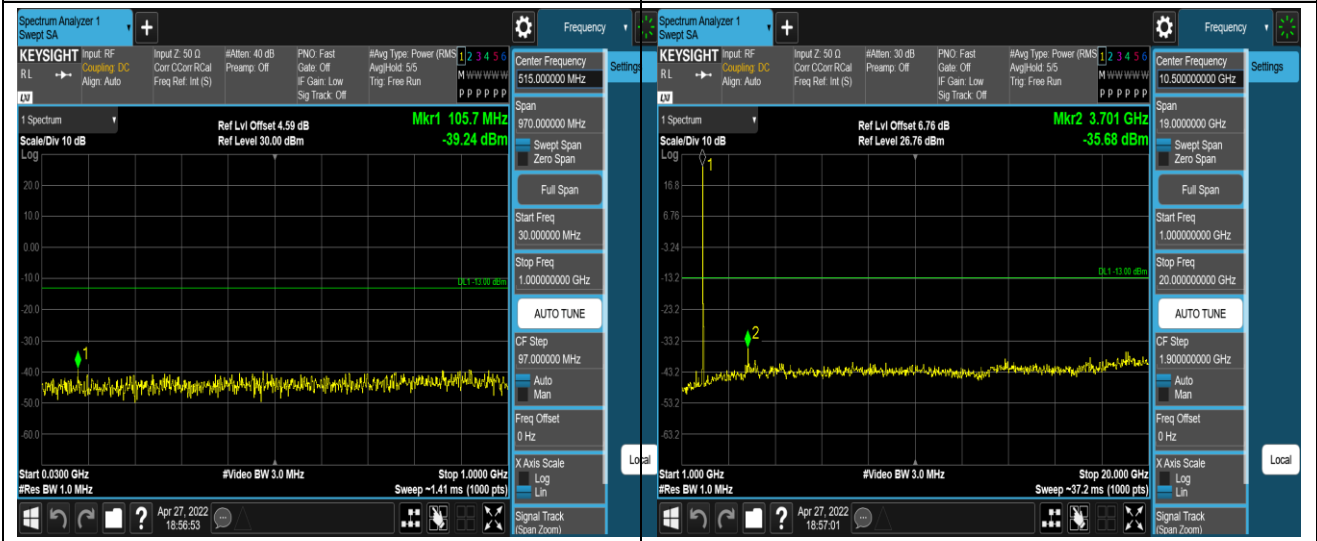 Spectrum Analyzer 1
Swept SA
+
Frequency
KEYSIGHT
RL
LXI
Input: RF
Coupling: DC
Align: Auto
Input Z: 50 Ω
Corr CCorr RCal
Freq Ref: Int (S)
#Atten: 40 dB
Preamp: Off
PNO: Fast
Gate: Off
IF Gain: Low
Sig Track: Off
#Avg Type: Power (RMS
Avg|Hold: 5/5
Trig: Free Run
1 2 3 4 5 6
M W W W W W
P P P P P P
1 Spectrum
Scale/Div 10 dB
Log
Ref Lvl Offset 4.59 dB
Ref Level 30.00 dBm
Mkr1 105.7 MHz
-39.24 dBm
20.0
10.0
0.00
-10.0
-20.0
-30.0
-40.0
-50.0
-60.0
DL1 -13.00 dBm
1
Start 0.0300 GHz
#Res BW 1.0 MHz
#Video BW 3.0 MHz
Stop 1.0000 GHz
Sweep ~1.41 ms (1000 pts)
Apr 27, 2022
18:56:53
Center Frequency
515.000000 MHz
Settings
Span
970.000000 MHz
Swept Span
Zero Span
Full Span
Start Freq
30.000000 MHz
Stop Freq
1.000000000 GHz
AUTO TUNE
CF Step
97.000000 MHz
Auto
Man
Freq Offset
0 Hz
X Axis Scale
Log
Lin
Local
Signal Track
(Span Zoom)
Spectrum Analyzer 1
Swept SA
+
Frequency
KEYSIGHT
RL
LXI
Input: RF
Coupling: DC
Align: Auto
Input Z: 50 Ω
Corr CCorr RCal
Freq Ref: Int (S)
#Atten: 30 dB
Preamp: Off
PNO: Fast
Gate: Off
IF Gain: Low
Sig Track: Off
#Avg Type: Power (RMS
Avg|Hold: 5/5
Trig: Free Run
1 2 3 4 5 6
M W W W W W
P P P P P P
1 Spectrum
Scale/Div 10 dB
Log
Ref Lvl Offset 6.76 dB
Ref Level 26.76 dBm
Mkr2 3.701 GHz
-35.68 dBm
16.8
6.76
-3.24
-13.2
-23.2
-33.2
-43.2
-53.2
-63.2
DL1 -13.00 dBm
1
2
Start 1.000 GHz
#Res BW 1.0 MHz
#Video BW 3.0 MHz
Stop 20.000 GHz
Sweep ~37.2 ms (1000 pts)
Apr 27, 2022
18:57:01
Center Frequency
10.500000000 GHz
Settings
Span
19.0000000 GHz
Swept Span
Zero Span
Full Span
Start Freq
1.000000000 GHz
Stop Freq
20.000000000 GHz
AUTO TUNE
CF Step
1.900000000 GHz
Auto
Man
Freq Offset
0 Hz
X Axis Scale
Log
Lin
Local
Signal Track
(Span Zoom)